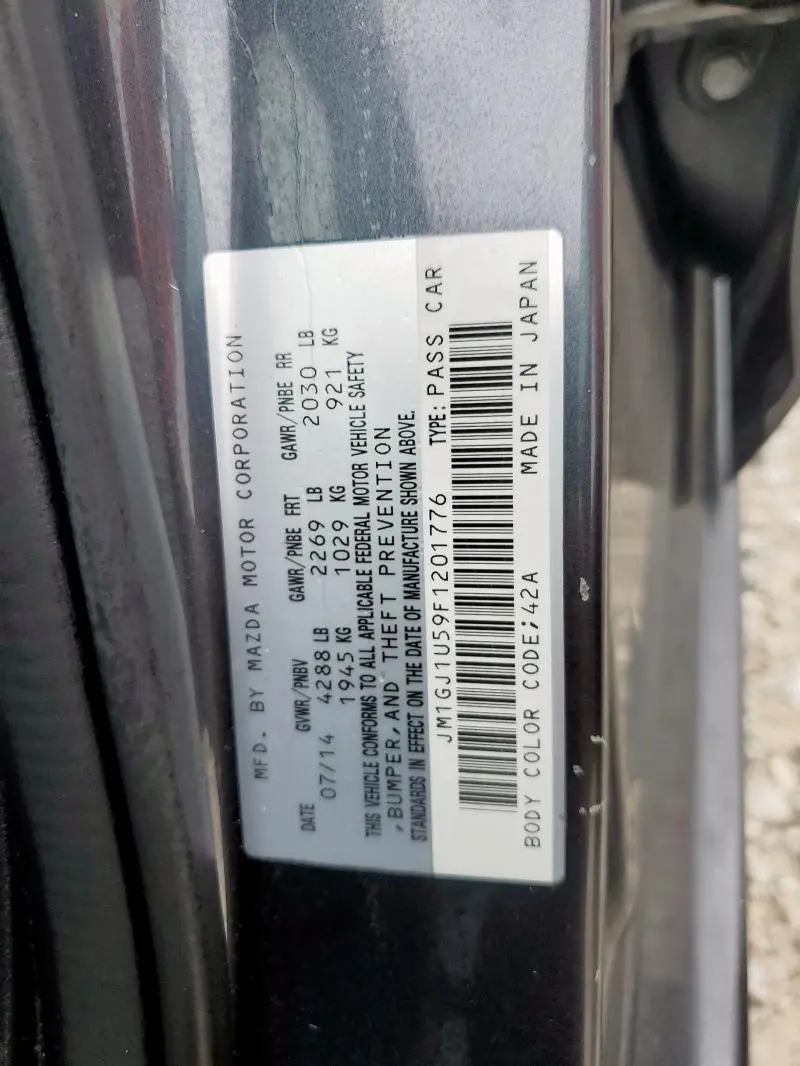 MFD. BY MAZDA MOTOR CORPORATION
DATE GVWR/PNBV GAWR/PNBE FRT GAWR/PNBE RR
07/14 4288 LB 2269 LB 2030 LB
1945 KG 1029 KG 921 KG
THIS VEHICLE CONFORMS TO ALL APPLICABLE FEDERAL MOTOR VEHICLE SAFETY
,BUMPER,AND THEFT PREVENTION
STANDARDS IN EFFECT ON THE DATE OF MANUFACTURE SHOWN ABOVE.
JM1GJ1U59F1201776 TYPE: PASS CAR
BODY COLOR CODE;42A MADE IN JAPAN